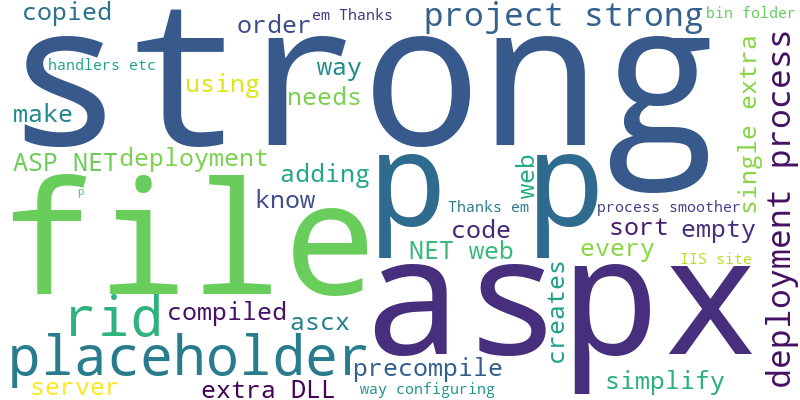 copied
order
em Thanks
project strong
bin folder
strong
handlers etc
using
way
needs
make
single extra
deployment process
ASP NET
deployment
adding
web
p p
file
p
know
Thanks em
process smoother
code
sort
empty
NET web
every
IIS site
aspx
creates
rid
compiled
ascx
placeholder
precompile
simplify
server
extra DLL
way configuring